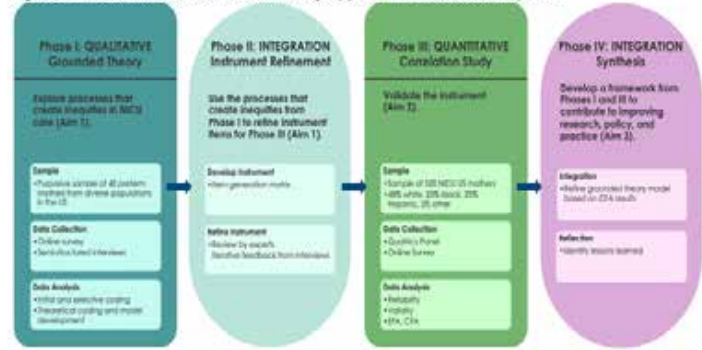 Phase I: QUALITATIVE
Grounded Theory
Explore processes that
create inequities in NICU
care (Aim 1).
Sample
•Purposive sample of 40 preterm
mothers from diverse populations
in the US
Data Collection
•Online survey
•Semi-structured interviews
Data Analysis
•Initial and selective coding
•Theoretical coding and model
development
Phase II: INTEGRATION
Instrument Refinement
Use the processes that
create inequities from
Phase I to refine instrument
items for Phase III (Aim 1).
Develop Instrument
•Item generation matrix
Refine Instrument
•Review by experts
Iterative feedback from interviews
Phase III: QUANTITATIVE
Correlation Study
Validate the instrument
(Aim 2).
Sample
•Sample of NICU US mothers
white, black,
hispanic, other
Data Collection
•Qualtrics Panel
•Online Survey
Data Analysis
•Reliability
•Validity
•EFA, CFA
Phase IV: INTEGRATION
Synthesis
Develop a framework from
Phases I and III to
contribute to improving
research, policy, and
practice (Aim 3).
Integration
•Refine grounded theory model
based on CFA results
Reflection
•Identify lessons learned